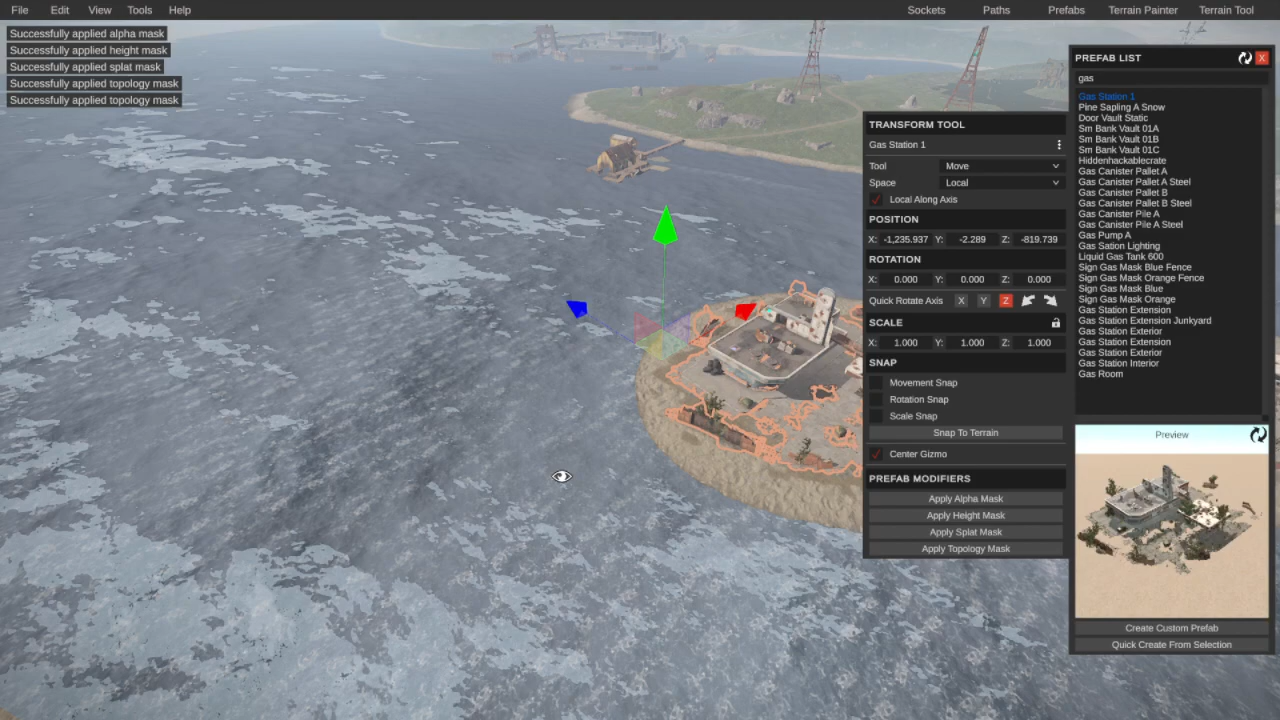 File Edit View Tools Help Sockets Paths Prefabs Terrain Painter Terrain Tool
Successfully applied alpha mask
Successfully applied height mask
Successfully applied splat mask
Successfully applied topology mask
Successfully applied topology mask
TRANSFORM TOOL
Gas Station 1
Tool Move
Space Local
Local Along Axis
POSITION
X: -1,235.937 Y: -2.289 Z: -819.739
ROTATION
X: 0.000 Y: 0.000 Z: 0.000
Quick Rotate Axis X Y Z
SCALE
X: 1.000 Y: 1.000 Z: 1.000
SNAP
Movement Snap
Rotation Snap
Scale Snap
Snap To Terrain
Center Gizmo
PREFAB MODIFIERS
Apply Alpha Mask
Apply Height Mask
Apply Splat Mask
Apply Topology Mask
PREFAB LIST X
gas
Gas Station 1
Pine Sapling A Snow
Door Vault Static
Sm Bank Vault 01A
Sm Bank Vault 01B
Sm Bank Vault 01C
Hiddenhackablecrate
Gas Canister Pallet A
Gas Canister Pallet A Steel
Gas Canister Pallet B
Gas Canister Pallet B Steel
Gas Canister Pile A
Gas Canister Pile A Steel
Gas Pump A
Gas Sation Lighting
Liquid Gas Tank 600
Sign Gas Mask Blue Fence
Sign Gas Mask Orange Fence
Sign Gas Mask Blue
Sign Gas Mask Orange
Gas Station Extension
Gas Station Extension Junkyard
Gas Station Exterior
Gas Station Extension
Gas Station Exterior
Gas Station Interior
Gas Room
Preview
Create Custom Prefab
Quick Create From Selection